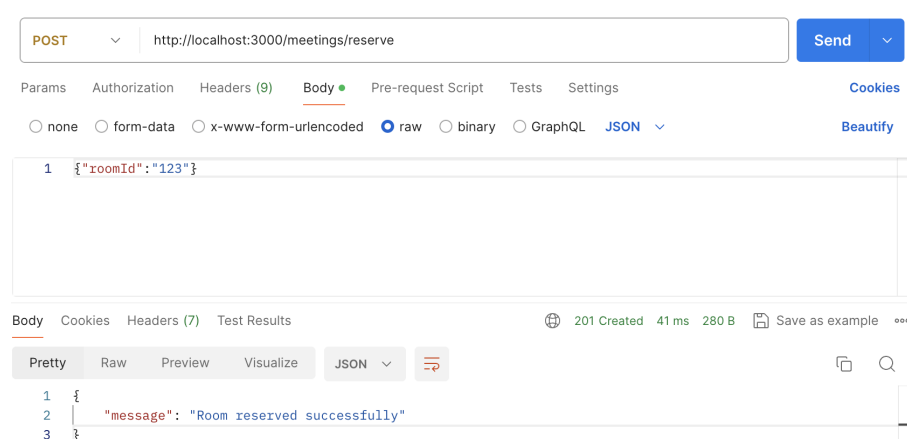 POST http://localhost:3000/meetings/reserve Send
Params Authorization Headers (9) Body Pre-request Script Tests Settings Cookies
none form-data x-www-form-urlencoded raw binary GraphQL JSON Beautify
1 {"roomId":"123"}
Body Cookies Headers (7) Test Results 201 Created 41 ms 280 B Save as example
Pretty Raw Preview Visualize JSON
1 {
2 "message": "Room reserved successfully"
3 }